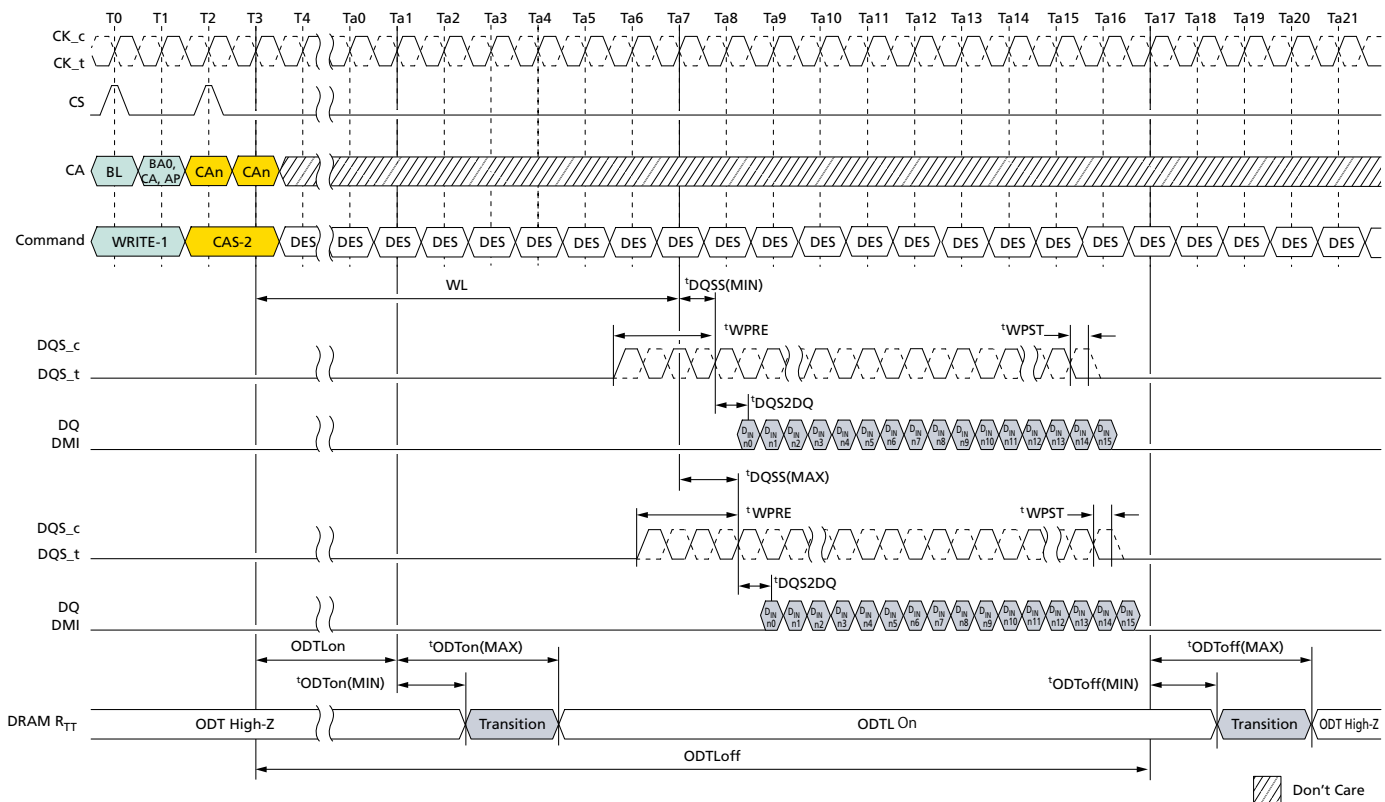 T0 T1 T2 T3 T4 Ta0 Ta1 Ta2 Ta3 Ta4 Ta5 Ta6 Ta7 Ta8 Ta9 Ta10 Ta11 Ta12 Ta13 Ta14 Ta15 Ta16 Ta17 Ta18 Ta19 Ta20 Ta21
CK_c
CK_t
CS
CA BL BA0, CA, AP CAn CAn
Command WRITE-1 CAS-2 DES DES DES DES DES DES DES DES DES DES DES DES DES DES DES DES DES DES DES DES DES DES DES
WL tDQSS(MIN)
tWPRE tWPST
DQS_c
DQS_t
tDQS2DQ
DQ
DMI
DIN n0 DIN n1 DIN n2 DIN n3 DIN n4 DIN n5 DIN n6 DIN n7 DIN n8 DIN n9 DIN n10 DIN n11 DIN n12 DIN n13 DIN n14 DIN n15
tDQSS(MAX)
tWPRE tWPST
DQS_c
DQS_t
tDQS2DQ
DQ
DMI
DIN n0 DIN n1 DIN n2 DIN n3 DIN n4 DIN n5 DIN n6 DIN n7 DIN n8 DIN n9 DIN n10 DIN n11 DIN n12 DIN n13 DIN n14 DIN n15
ODTLon tODTon(MAX) tODToff(MAX)
tODTon(MIN) tODToff(MIN)
DRAM RTT ODT High-Z Transition ODTL On Transition ODT High-Z
ODTLoff
Don't Care